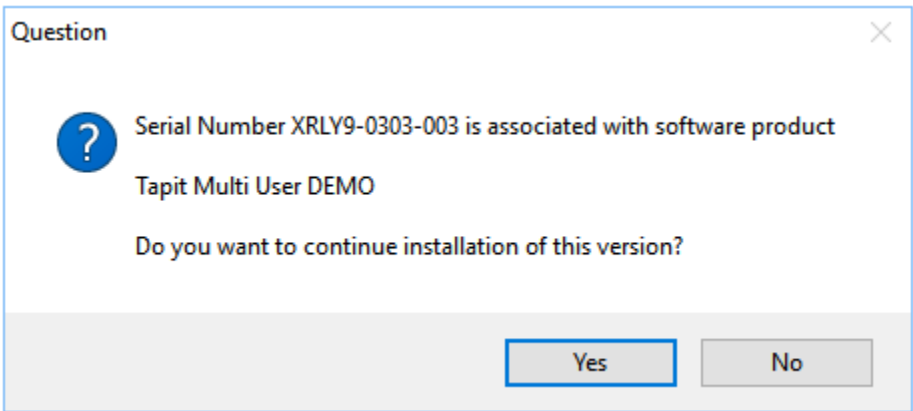 Question
Serial Number XRLY9-0303-003 is associated with software product
Tapit Multi User DEMO
Do you want to continue installation of this version?
Yes
No